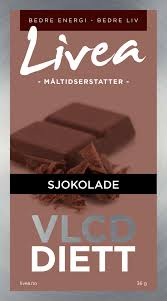 BEDRE ENERGI - BEDRE LIV
Livea
- MÅLTIDSERSTATTER -
SJOKOLADE
VLCD
DIETT
livea.no 36 g